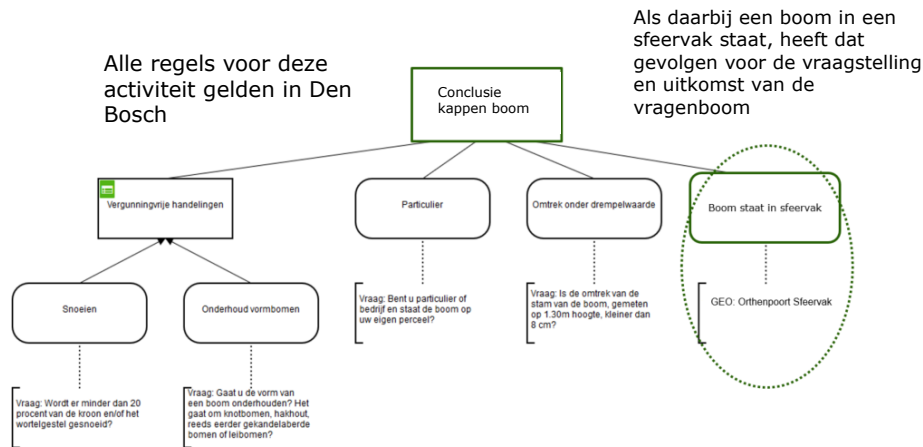 Alle regels voor deze
activiteit gelden in Den
Bosch
Als daarbij een boom in een
sfeervak staat, heeft dat
gevolgen voor de vraagstelling
en uitkomst van de
vragenboom
Conclusie
kappen boom
Vergunningvrije handelingen
Particulier
Omtrek onder drempelwaarde
Boom staat in sfeervak
Snoeien
Onderhoud vormbomen
Vraag: Bent u particulier of
bedrijf en staat de boom op
uw eigen perceel?
Vraag: Is de omtrek van de
stam van de boom, gemeten
op 1.30m hoogte, kleiner dan
8 cm?
GEO: Orthenpoort Sfeervak
Vraag: Wordt er minder dan 20
procent van de kroon en/of het
wortelgestel gesnoeid?
Vraag: Gaat u de vorm van
een boom onderhouden? Het
gaat om knotbomen, hakhout,
reeds eerder gekandelaberde
bomen of leibomen?